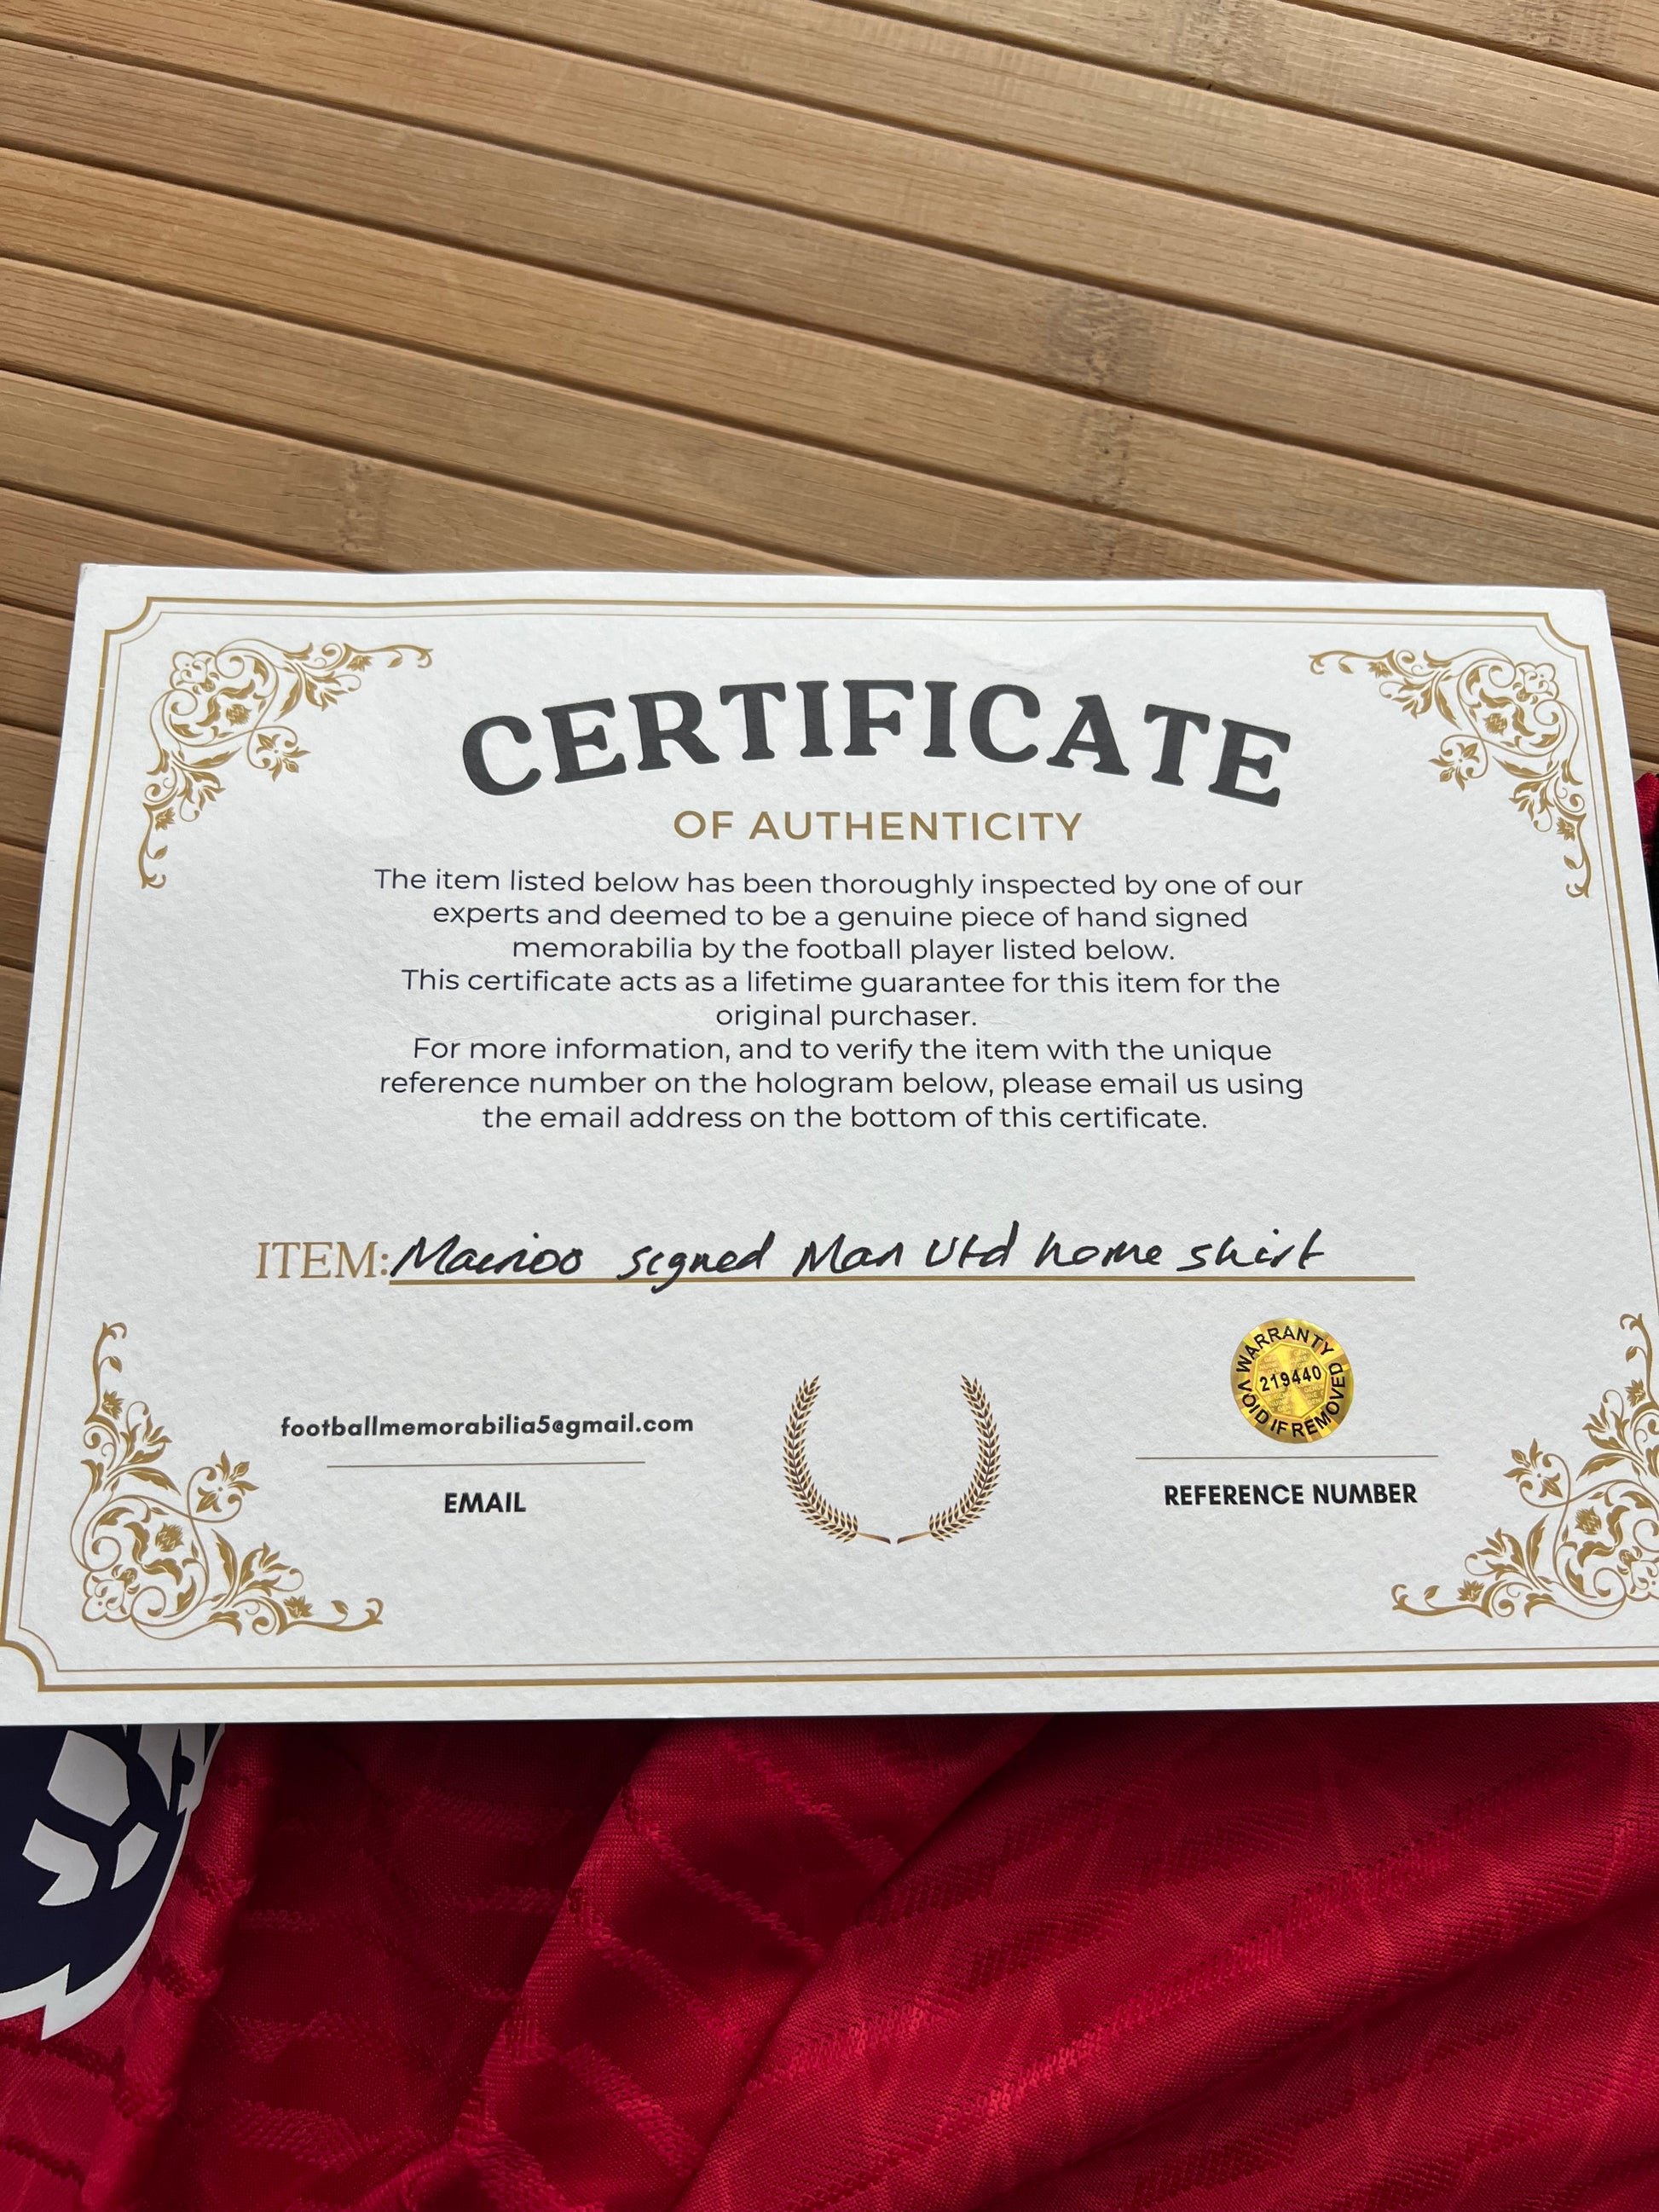 CERTIFICATE
OF AUTHENTICITY
The item listed below has been thoroughly inspected by one of our
experts and deemed to be a genuine piece of hand signed
memorabilia by the football player listed below.
This certificate acts as a lifetime guarantee for this item for the
original purchaser.
For more information, and to verify the item with the unique
reference number on the hologram below, please email us using
the email address on the bottom of this certificate.
ITEM: Mainoo signed Man Utd home shirt
footballmemorabilia5@gmail.com
EMAIL
WARRANTY
219440
VOID IF REMOVED
REFERENCE NUMBER